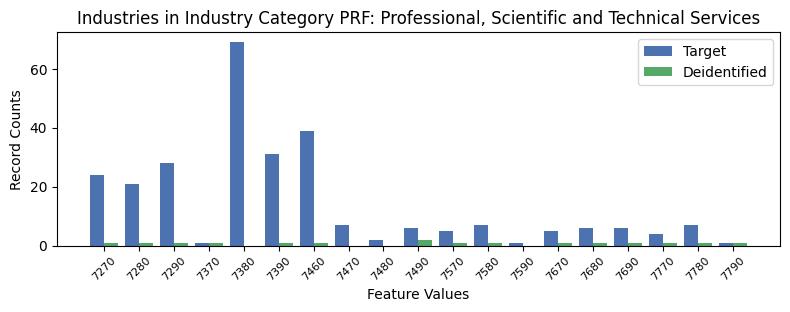 Industries in Industry Category PRF: Professional, Scientific and Technical Services
Target
Deidentified
Record Counts
60
40
20
0
7270 7280 7290 7370 7380 7390 7460 7470 7480 7490 7570 7580 7590 7670 7680 7690 7770 7780 7790
Feature Values